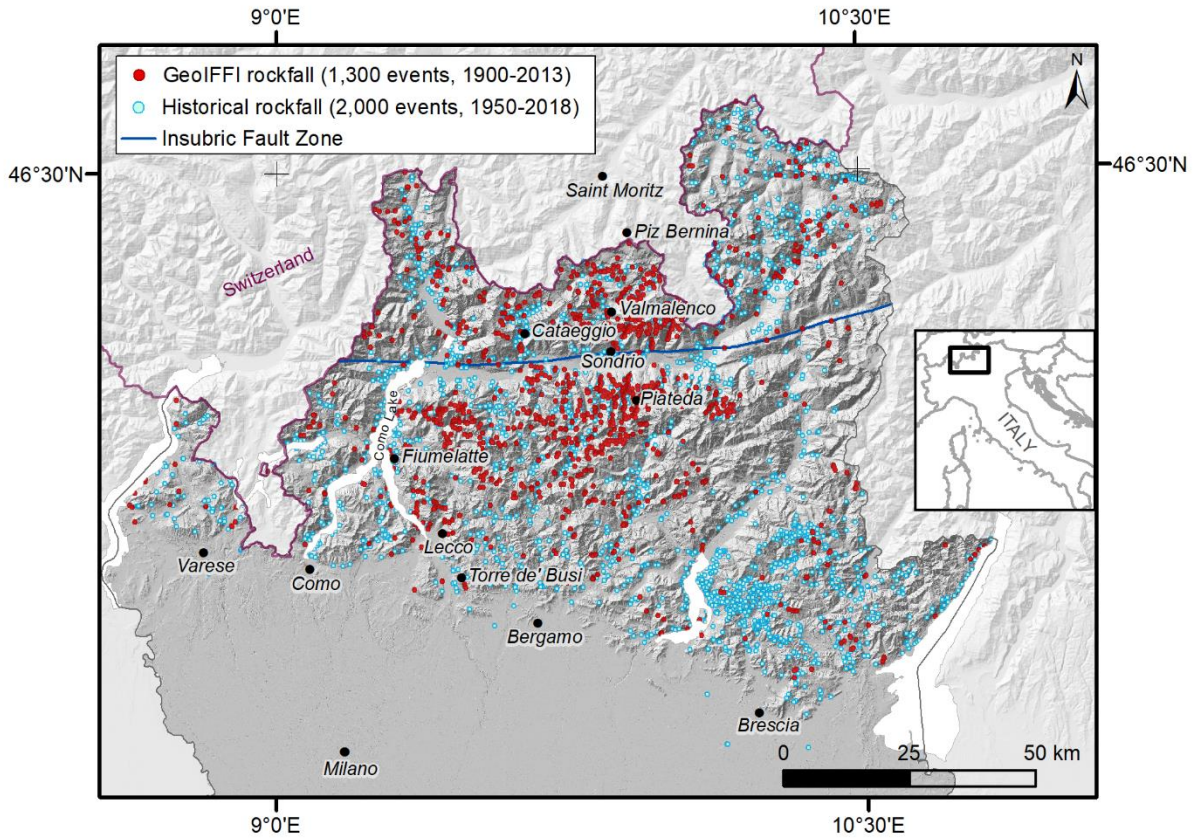 9°0'E
10°30'E
GeoIFFI rockfall (1,300 events, 1900-2013)
Historical rockfall (2,000 events, 1950-2018)
Insubric Fault Zone
N
46°30'N
46°30'N
Saint Moritz
Piz Bernina
Switzerland
Valmalenco
Cataeggio
Sondrio
Piateda
Como Lake
ITALY
Fiumelatte
Lecco
Varese
Como
Torre de' Busi
Bergamo
Brescia
Milano
0
25
50 km
9°0'E
10°30'E